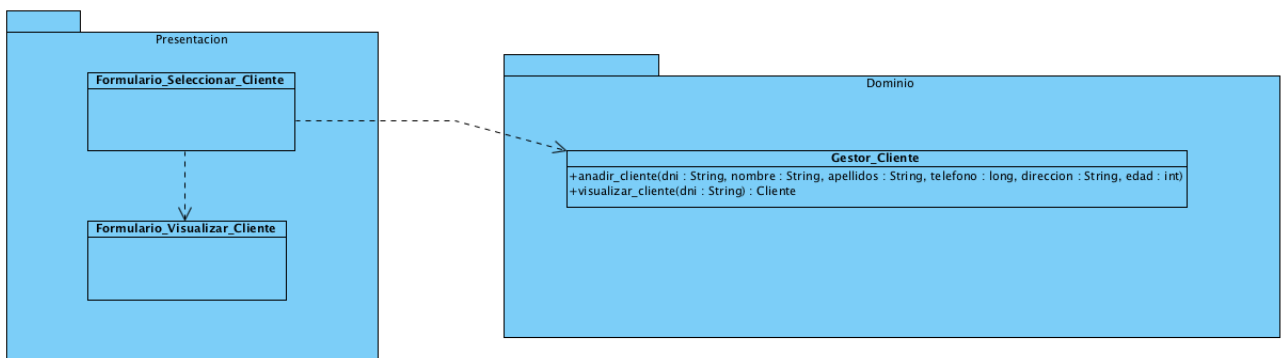 Presentacion
Formulario_Seleccionar_Cliente
Formulario_Visualizar_Cliente
Dominio
Gestor_Cliente
+anadir_cliente(dni : String, nombre : String, apellidos : String, telefono : long, direccion : String, edad : int)
+visualizar_cliente(dni : String) : Cliente